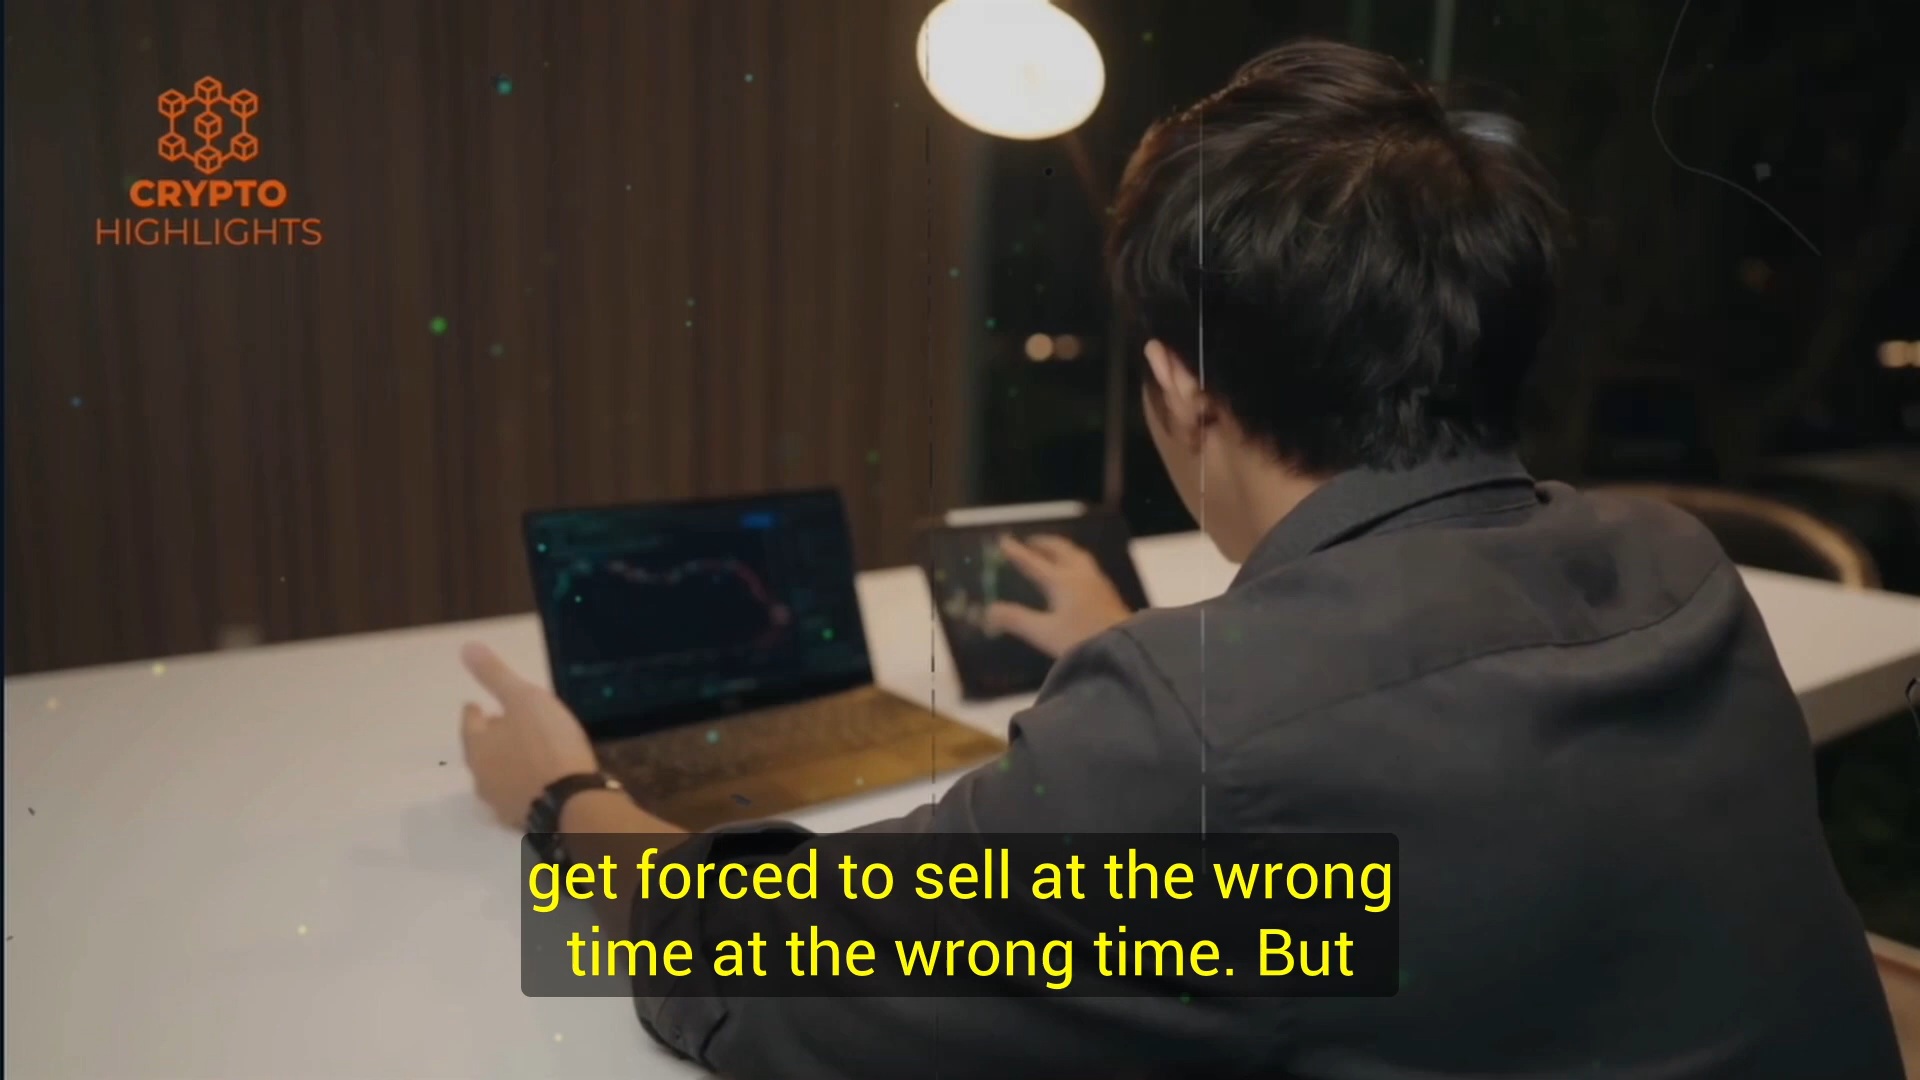 CRYPTO
HIGHLIGHTS
get forced to sell at the wrong
time at the wrong time. But